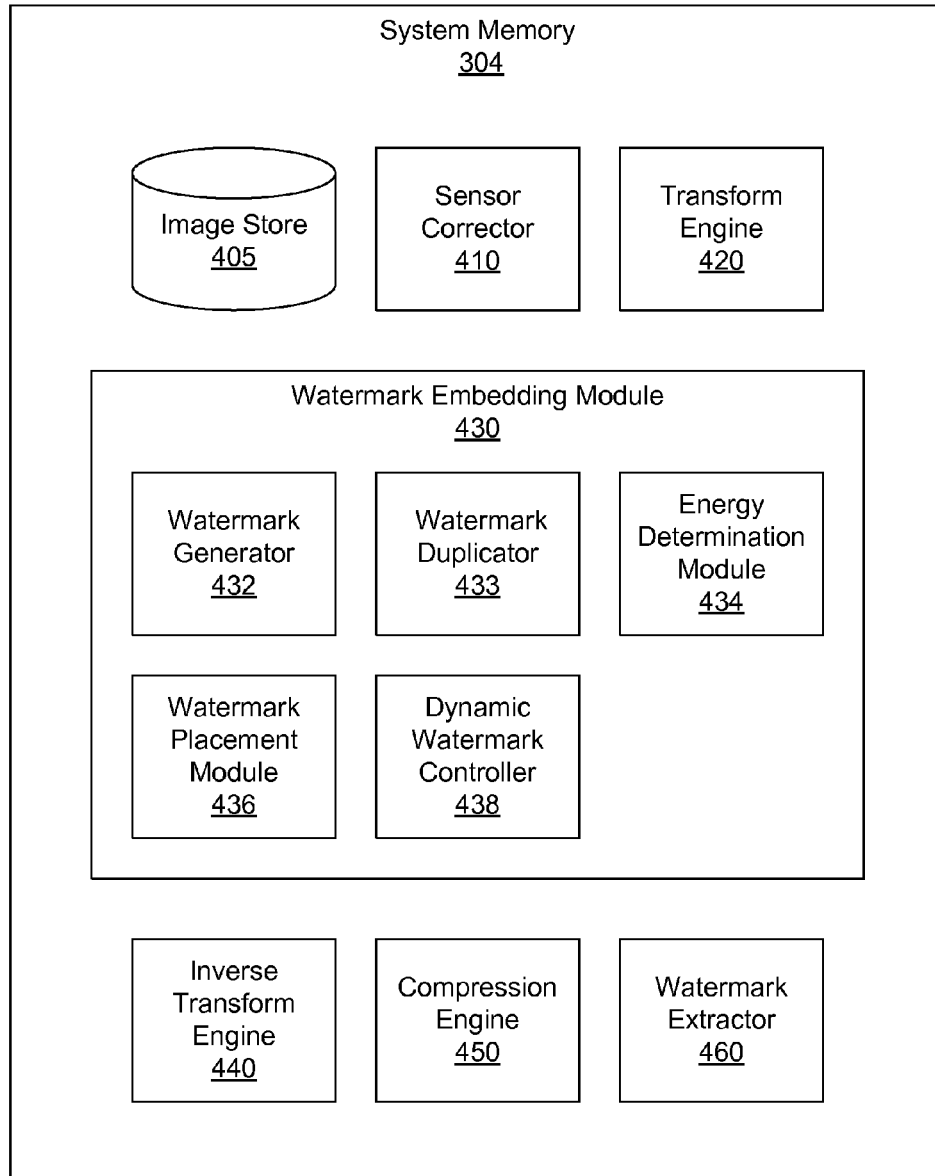 System Memory
304
Image Store
405
Sensor
Corrector
410
Transform
Engine
420
Watermark Embedding Module
430
Watermark
Generator
432
Watermark
Duplicator
433
Energy
Determination
Module
434
Watermark
Placement
Module
436
Dynamic
Watermark
Controller
438
Inverse
Transform
Engine
440
Compression
Engine
450
Watermark
Extractor
460